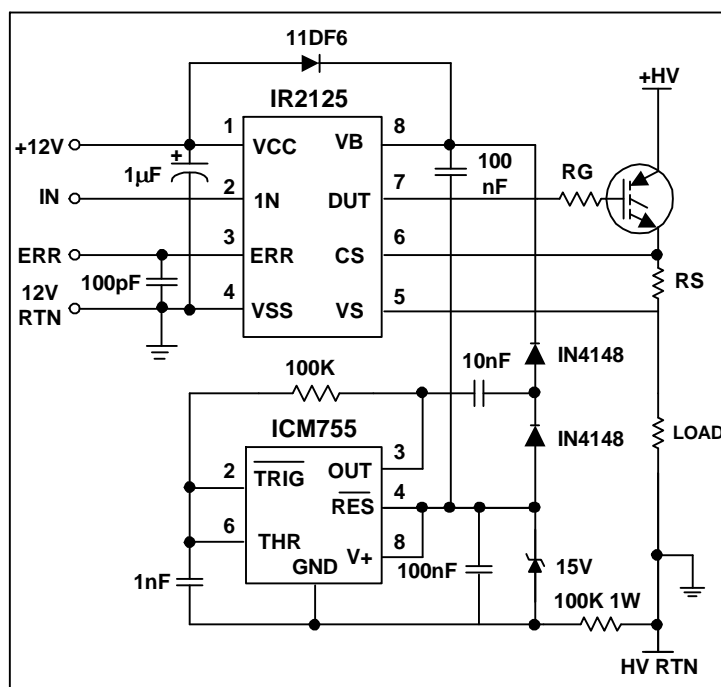 11DF6
IR2125
+HV
+12V
1
VCC
VB
8
1µF
+
100
nF
RG
IN
2
1N
DUT
7
ERR
3
ERR
CS
6
100pF
RS
12V
RTN
4
VSS
VS
5
100K
10nF
IN4148
ICM755
IN4148
LOAD
3
2
TRIG
OUT
4
RES
6
THR
8
V+
GND
1nF
100nF
15V
100K 1W
HV RTN